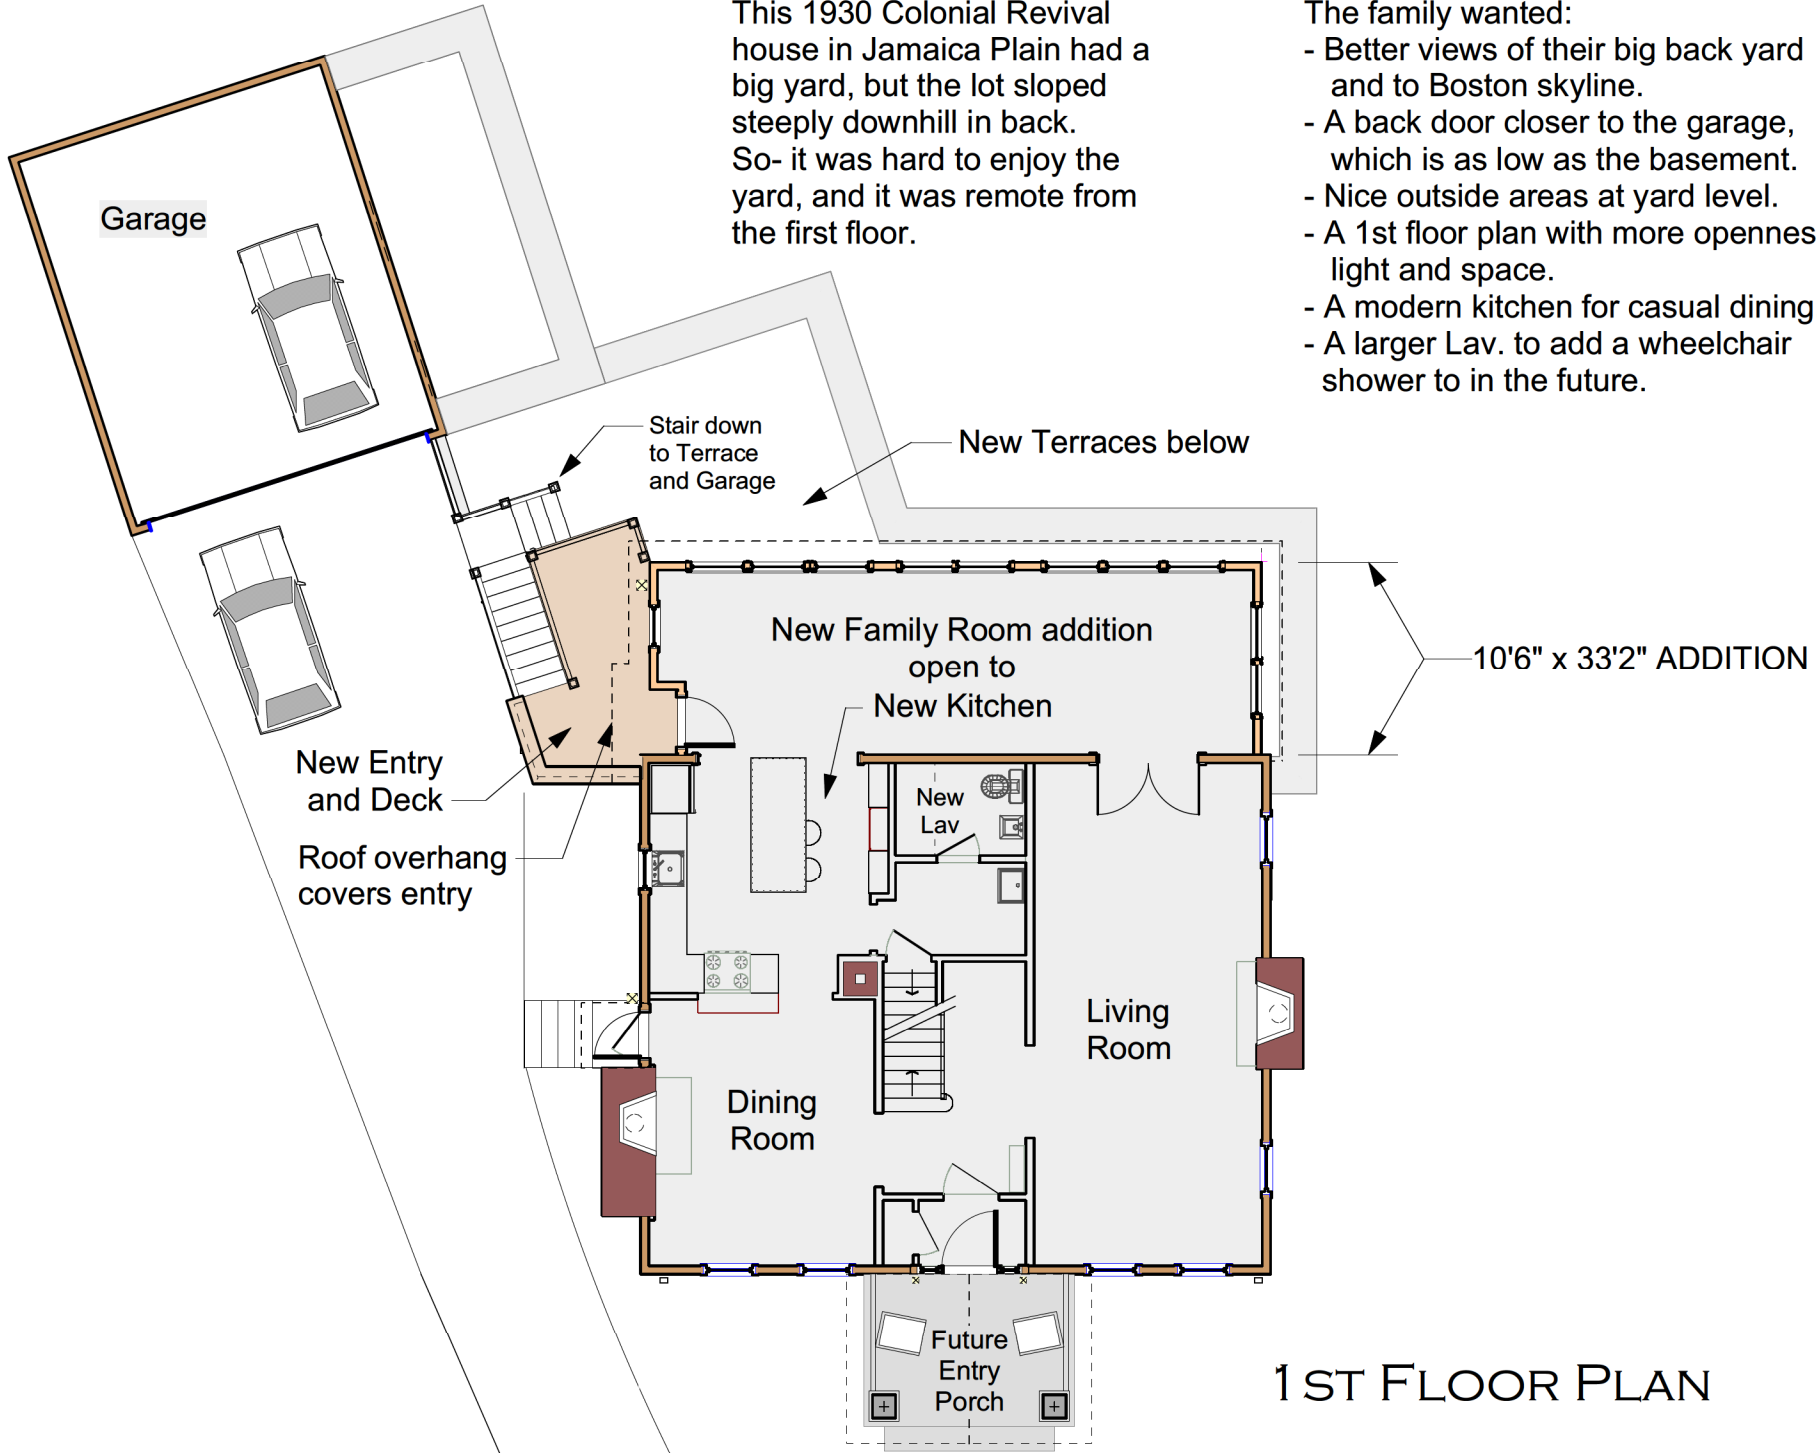 This 1930 Colonial Revival
house in Jamaica Plain had a
big yard, but the lot sloped
steeply downhill in back.
So- it was hard to enjoy the
yard, and it was remote from
the first floor.
The family wanted:
- Better views of their big back yard
and to Boston skyline.
- A back door closer to the garage,
which is as low as the basement.
- Nice outside areas at yard level.
- A 1st floor plan with more opennes
light and space.
- A modern kitchen for casual dining
- A larger Lav. to add a wheelchair
shower to in the future.
Garage
Stair down
to Terrace
and Garage
New Terraces below
New Family Room addition
open to
New Kitchen
10'6" x 33'2" ADDITION
New Entry
and Deck
Roof overhang
covers entry
New
Lav
Living
Room
Dining
Room
Future
Entry
Porch
1ST FLOOR PLAN